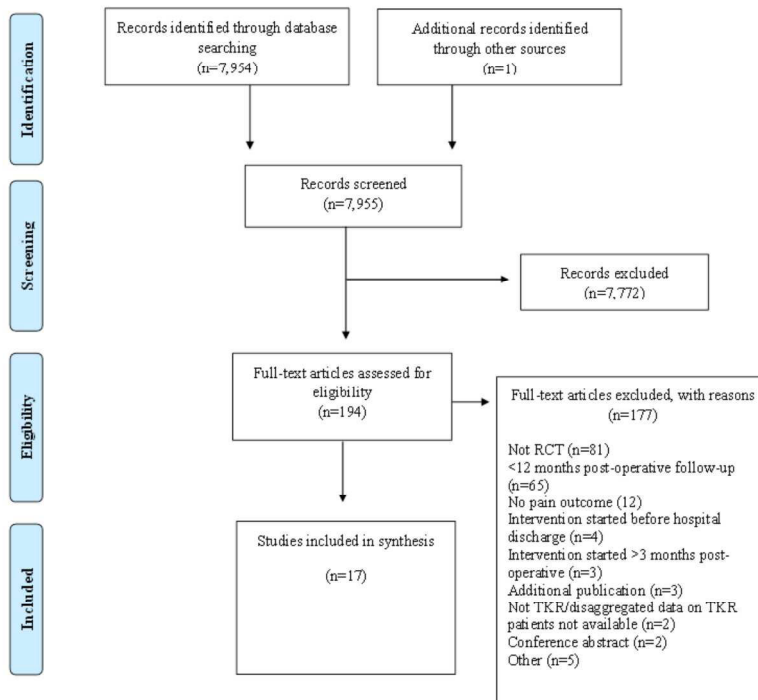 Records identified through database
searching
(n=7,954)
Additional records identified
through other sources
(n=1)
Identification
Records screened
(n=7,955)
Screening
Records excluded
(n=7,772)
Full-text articles assessed for
eligibility
(n=194)
Eligibility
Full-text articles excluded, with reasons
(n=177)
Not RCT (n=81)
<12 months post-operative follow-up
(n=65)
No pain outcome (12)
Intervention started before hospital
discharge (n=4)
Intervention started >3 months post-
operative (n=3)
Additional publication (n=3)
Not TKR/disaggregated data on TKR
patients not available (n=2)
Conference abstract (n=2)
Other (n=5)
Studies included in synthesis
(n=17)
Included